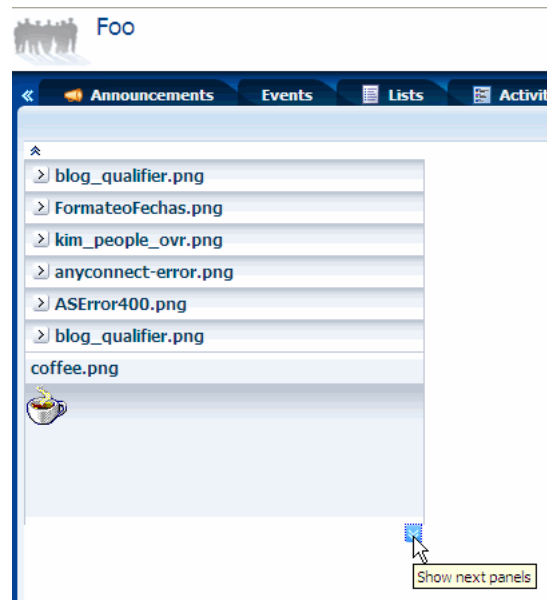 Foo
Announcements Events Lists Activit
blog_qualifier.png
FormateoFechas.png
kim_people_ovr.png
anyconnect-error.png
ASError400.png
blog_qualifier.png
coffee.png
Show next panels